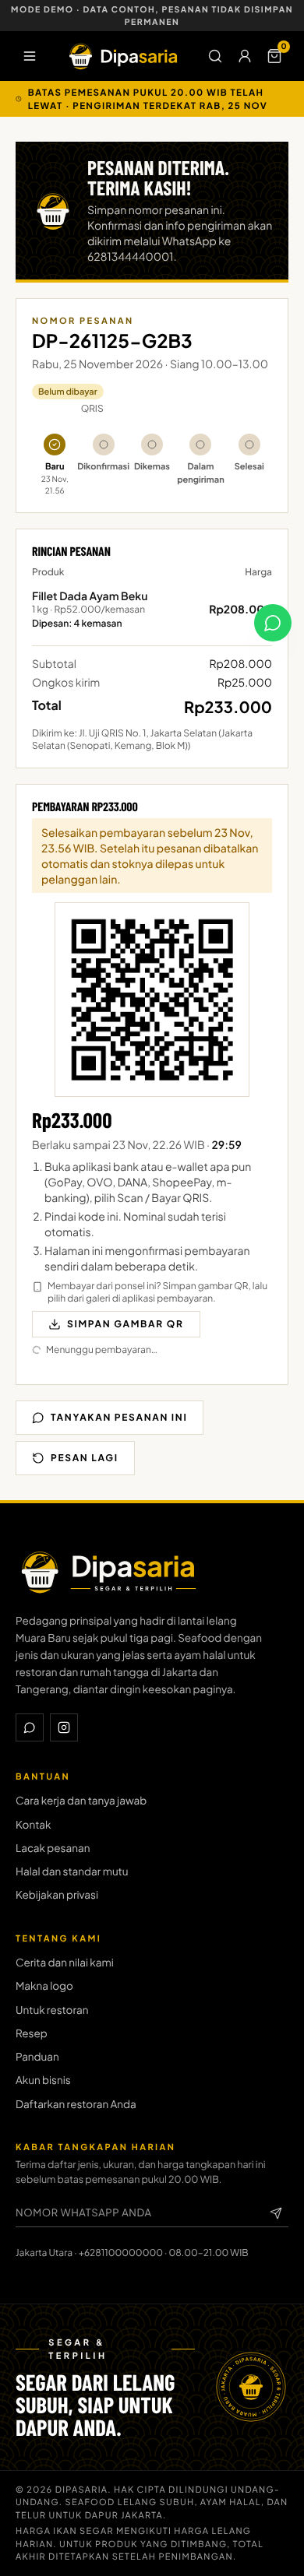 MODE DEMO · DATA CONTOH, PESANAN TIDAK DISIMPAN
PERMANEN
Dipasaria
0
BATAS PEMESANAN PUKUL 20.00 WIB TELAH
LEWAT · PENGIRIMAN TERDEKAT RAB, 25 NOV
PESANAN DITERIMA.
TERIMA KASIH!
Simpan nomor pesanan ini.
Konfirmasi dan info pengiriman akan
dikirim melalui WhatsApp ke
6281344440001.
NOMOR PESANAN
DP-261125-G2B3
Rabu, 25 November 2026 · Siang 10.00–13.00
Belum dibayar
QRIS
Baru
Dikonfirmasi
Dikemas
Dalam
pengiriman
Selesai
23 Nov,
21.56
RINCIAN PESANAN
Produk
Harga
Fillet Dada Ayam Beku
1 kg · Rp52.000/kemasan
Rp208.00
Dipesan: 4 kemasan
Subtotal
Rp208.000
Ongkos kirim
Rp25.000
Total
Rp233.000
Dikirim ke: Jl. Uji QRIS No. 1, Jakarta Selatan (Jakarta
Selatan (Senopati, Kemang, Blok M))
PEMBAYARAN RP233.000
Selesaikan pembayaran sebelum 23 Nov,
23.56 WIB. Setelah itu pesanan dibatalkan
otomatis dan stoknya dilepas untuk
pelanggan lain.
Rp233.000
Berlaku sampai 23 Nov, 22.26 WIB · 29:59
1. Buka aplikasi bank atau e-wallet apa pun
(GoPay, OVO, DANA, ShopeePay, m-
banking), pilih Scan / Bayar QRIS.
2. Pindai kode ini. Nominal sudah terisi
otomatis.
3. Halaman ini mengonfirmasi pembayaran
sendiri dalam beberapa detik.
Membayar dari ponsel ini? Simpan gambar QR, lalu
pilih dari galeri di aplikasi pembayaran.
SIMPAN GAMBAR QR
Menunggu pembayaran…
TANYAKAN PESANAN INI
PESAN LAGI
Dipasaria
SEGAR & TERPILIH
Pedagang prinsipal yang hadir di lantai lelang
Muara Baru sejak pukul tiga pagi. Seafood dengan
jenis dan ukuran yang jelas serta ayam halal untuk
restoran dan rumah tangga di Jakarta dan
Tangerang, diantar dingin keesokan paginya.
BANTUAN
Cara kerja dan tanya jawab
Kontak
Lacak pesanan
Halal dan standar mutu
Kebijakan privasi
TENTANG KAMI
Cerita dan nilai kami
Makna logo
Untuk restoran
Resep
Panduan
Akun bisnis
Daftarkan restoran Anda
KABAR TANGKAPAN HARIAN
Terima daftar jenis, ukuran, dan harga tangkapan hari ini
sebelum batas pemesanan pukul 20.00 WIB.
NOMOR WHATSAPP ANDA
Jakarta Utara · +6281100000000 · 08.00–21.00 WIB
SEGAR &
TERPILIH
SEGAR DARI LELANG
SUBUH, SIAP UNTUK
DAPUR ANDA.
DIPASARIA · SEGAR & TERPILIH · MUARA BARU · JAKARTA
© 2026 DIPASARIA. HAK CIPTA DILINDUNGI UNDANG-
UNDANG. SEAFOOD LELANG SUBUH, AYAM HALAL, DAN
TELUR UNTUK DAPUR JAKARTA.
HARGA IKAN SEGAR MENGIKUTI HARGA LELANG
HARIAN. UNTUK PRODUK YANG DITIMBANG, TOTAL
AKHIR DITETAPKAN SETELAH PENIMBANGAN.